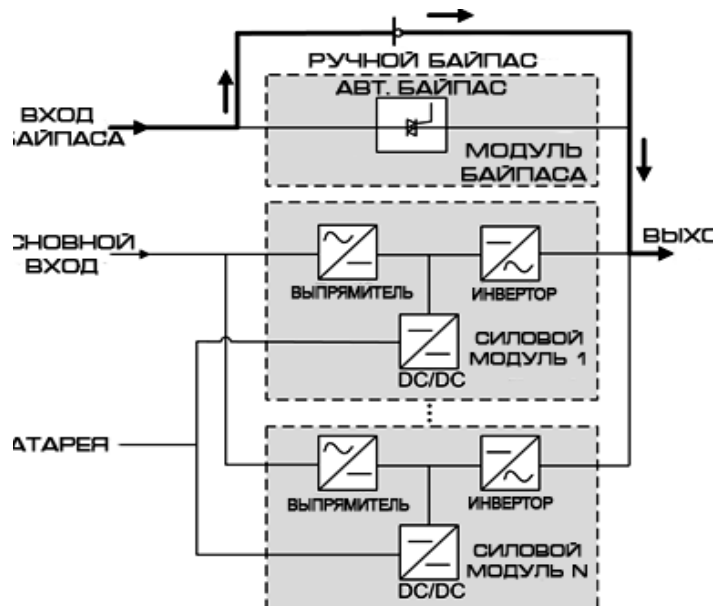 РУЧНОЙ БАЙПАС
АВТ. БАЙПАС
ВХОД
БАЙПАСА
МОДУЛЬ
БАЙПАСА
СНОВНОЙ
ВХОД
ВЫХО
ВЫПРЯМИТЕЛЬ
ИНВЕРТОР
СИЛОВОЙ
МОДУЛЬ 1
DC/DC
АТАРЕЯ
ВЫПРЯМИТЕЛЬ
ИНВЕРТОР
СИЛОВОЙ
МОДУЛЬ N
DC/DC